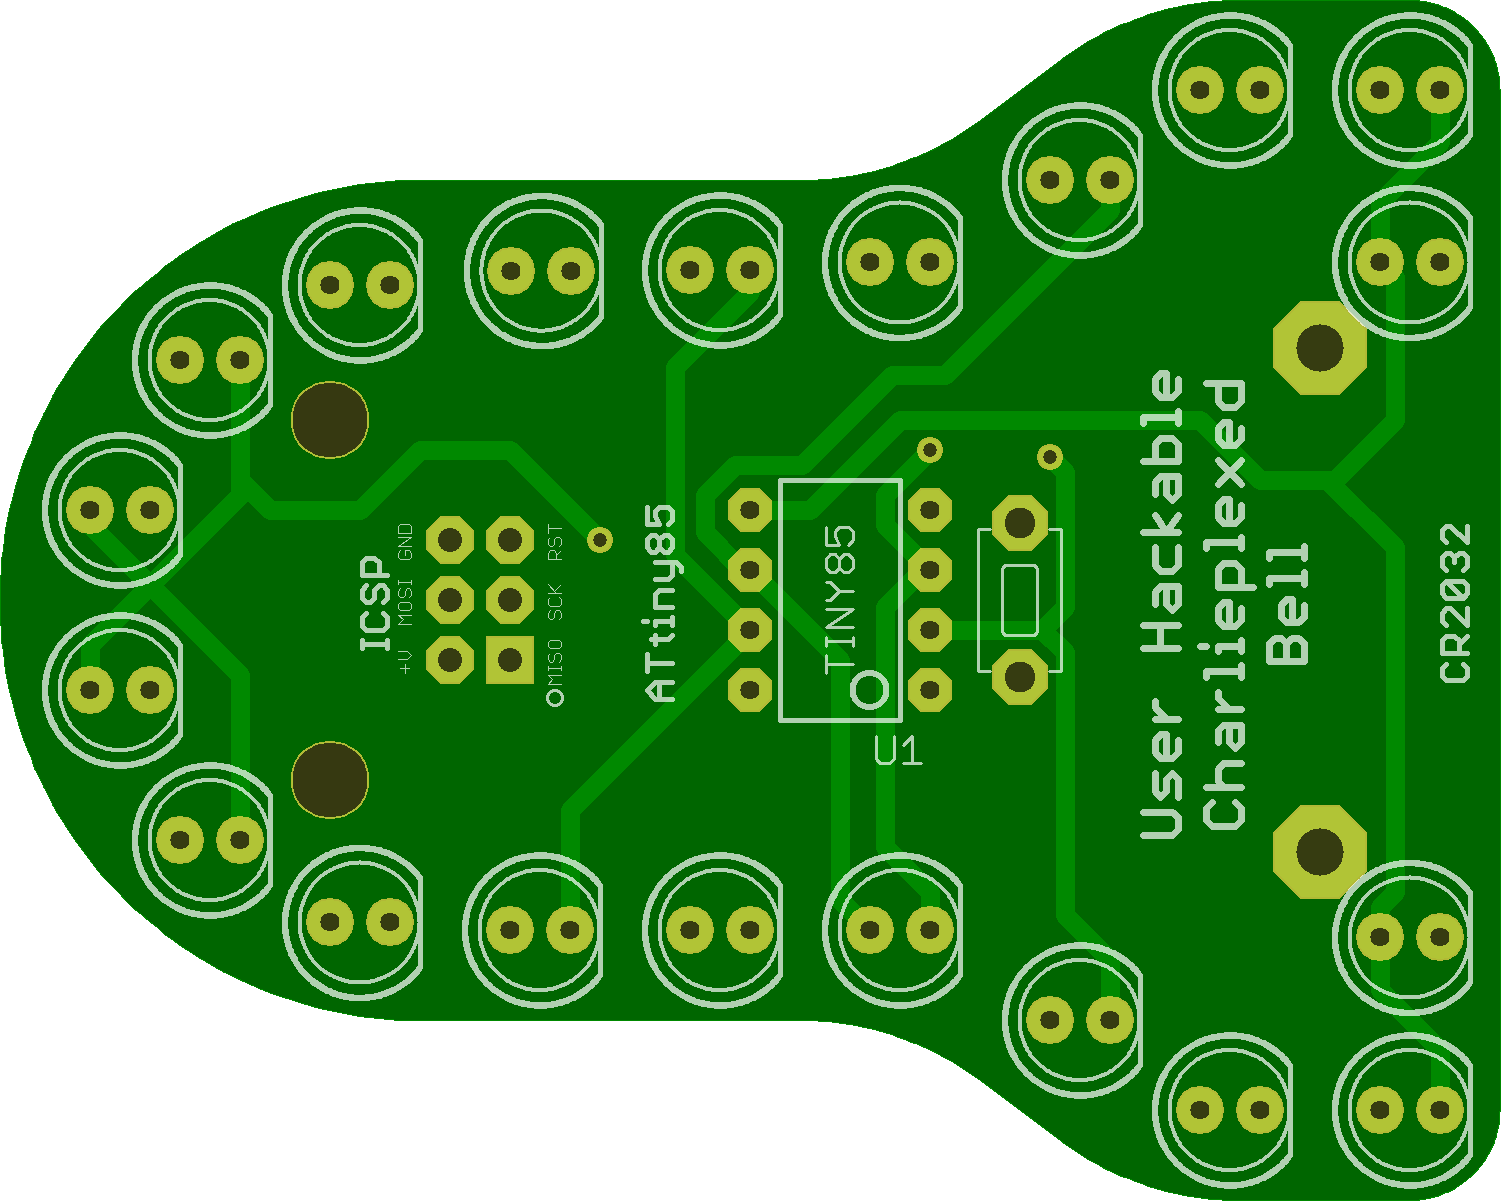 User Hackable
Charlieplexed
Bell
CR2032
ATtiny85
TINY85
U1
ICSP
+V MOSI GND
MISO SCK RST